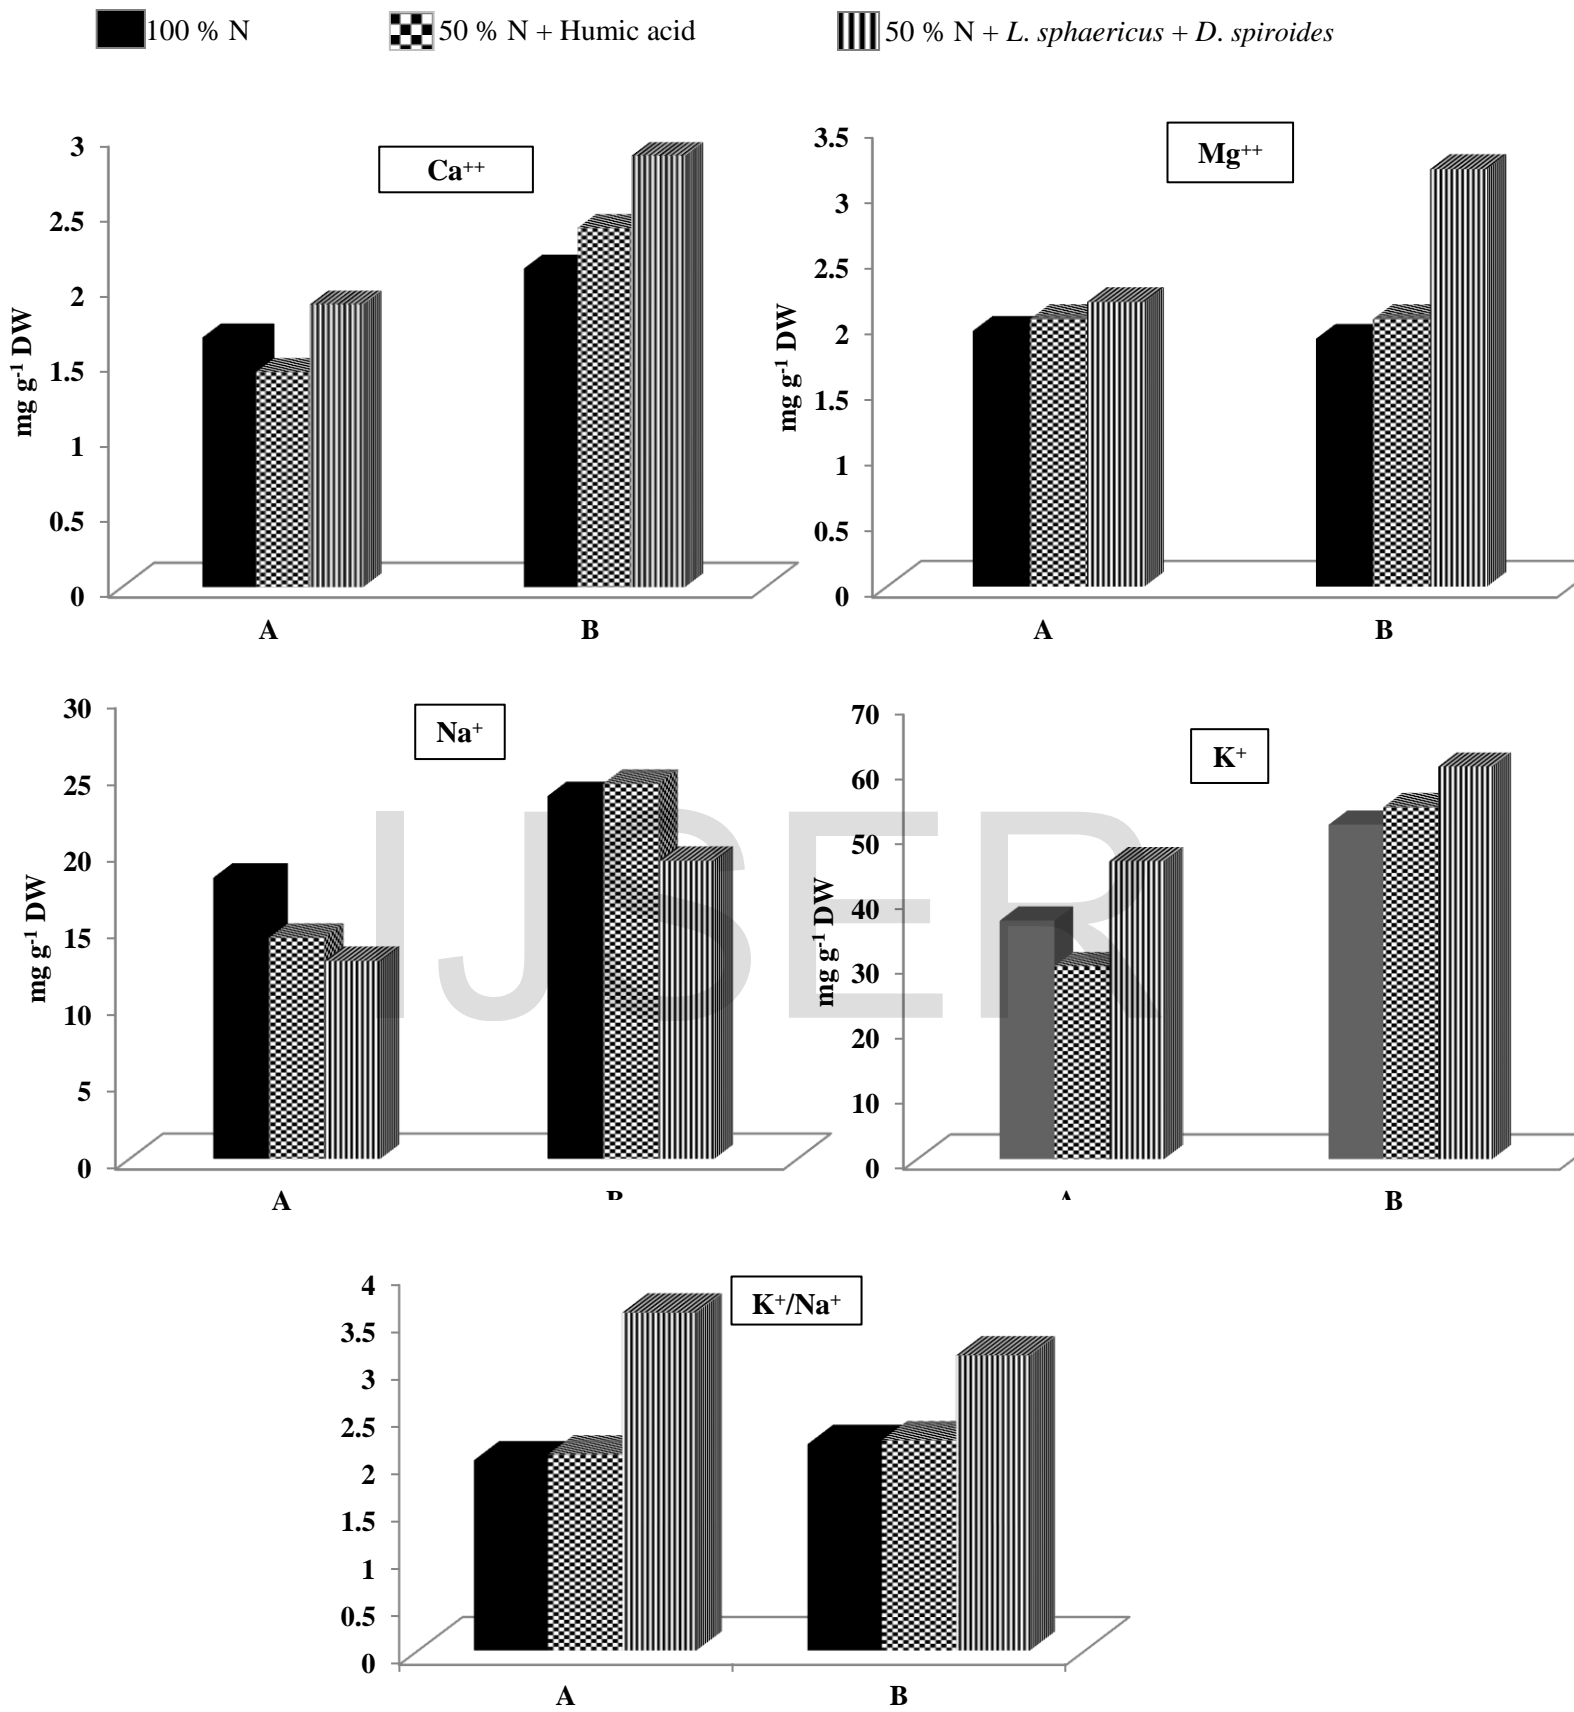 100 % N
50 % N + Humic acid
50 % N + L. sphaericus + D. spiroides
Ca++
mg g-1 DW
3
2.5
2
1.5
1
0.5
0
A
B
Mg++
mg g-1 DW
3.5
3
2.5
2
1.5
1
0.5
0
A
B
Na+
mg g-1 DW
30
25
20
15
10
5
0
A
B
K+
mg g-1 DW
70
60
50
40
30
20
10
0
A
B
IJSER
K+/Na+
4
3.5
3
2.5
2
1.5
1
0.5
0
A
B